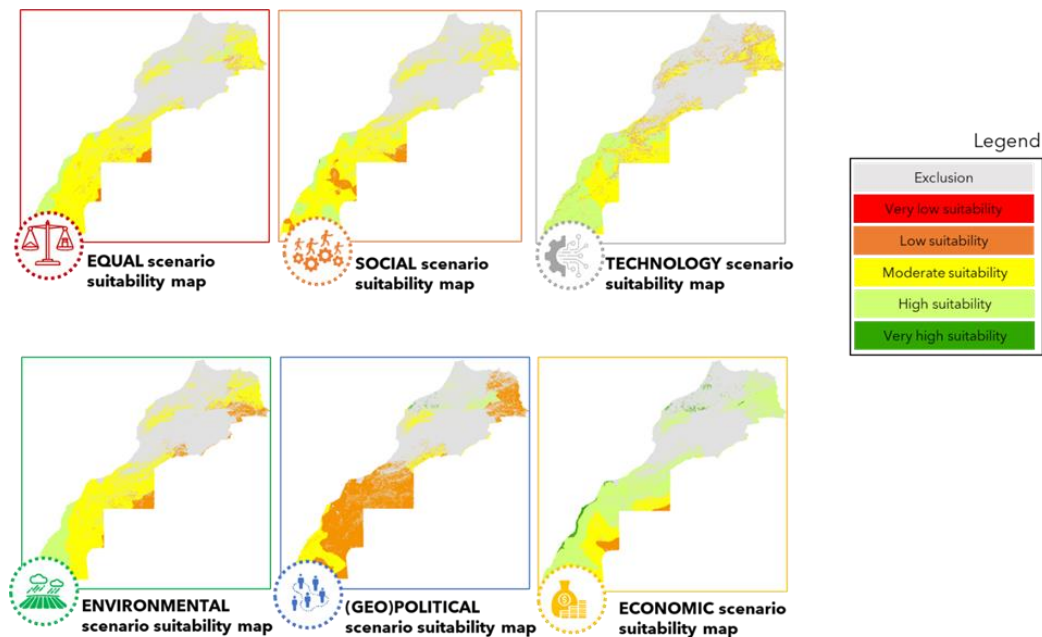 EQUAL scenario
suitability map
SOCIAL scenario
suitability map
TECHNOLOGY scenario
suitability map
Legend
Exclusion
Very low suitability
Low suitability
Moderate suitability
High suitability
Very high suitability
ENVIRONMENTAL
scenario suitability map
(GEO)POLITICAL
scenario suitability map
ECONOMIC scenario
suitability map